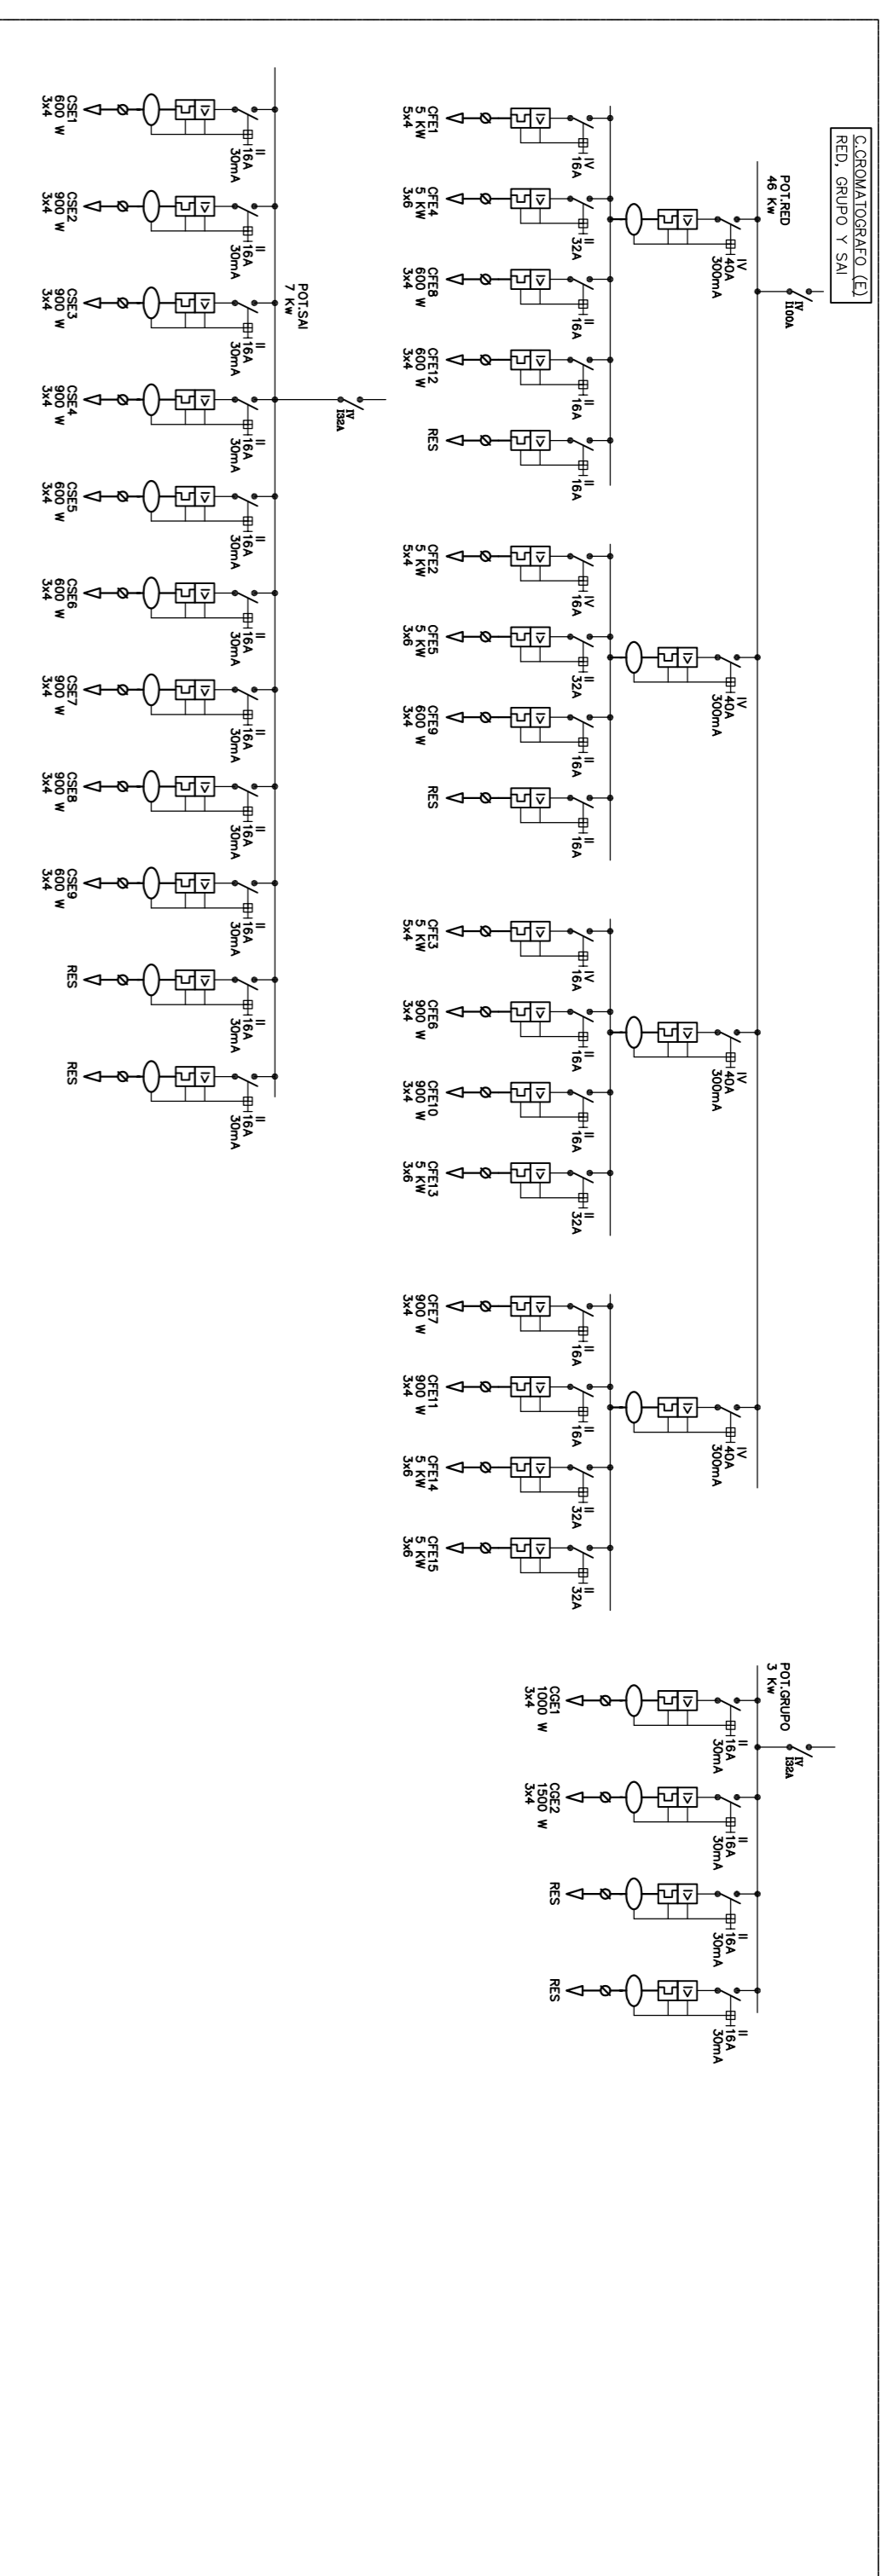 C.CROMATOGRAFO (E)
RED, GRUPO Y SAI
POT.RED
46 Kw
IV
I100A
IV
40A
300mA
IV
40A
300mA
IV
40A
300mA
IV
40A
300mA
IV
16A
CFE1
5 KW
5x4
II
32A
CFE4
5 KW
3x6
II
16A
CFE8
600 W
3x4
II
16A
CFE12
600 W
3x4
II
16A
RES
IV
16A
CFE2
5 KW
5x4
II
32A
CFE5
5 KW
3x6
II
16A
CFE9
600 W
3x4
II
16A
RES
IV
16A
CFE3
5 KW
5x4
II
16A
CFE6
900 W
3x4
II
16A
CFE10
900 W
3x4
II
32A
CFE13
5 KW
3x6
II
16A
CFE7
900 W
3x4
II
16A
CFE11
900 W
3x4
II
32A
CFE14
5 KW
3x6
II
32A
CFE15
5 KW
3x6
POT.GRUPO
3 Kw
IV
I32A
II
16A
30mA
CGE1
1000 W
3x4
II
16A
30mA
CGE2
1500 W
3x4
II
16A
30mA
RES
II
16A
30mA
RES
POT.SAI
7 Kw
IV
I32A
II
16A
30mA
CSE1
600 W
3x4
II
16A
30mA
CSE2
900 W
3x4
II
16A
30mA
CSE3
900 W
3x4
II
16A
30mA
CSE4
900 W
3x4
II
16A
30mA
CSE5
600 W
3x4
II
16A
30mA
CSE6
600 W
3x4
II
16A
30mA
CSE7
900 W
3x4
II
16A
30mA
CSE8
900 W
3x4
II
16A
30mA
CSE9
600 W
3x4
II
16A
30mA
RES
II
16A
30mA
RES